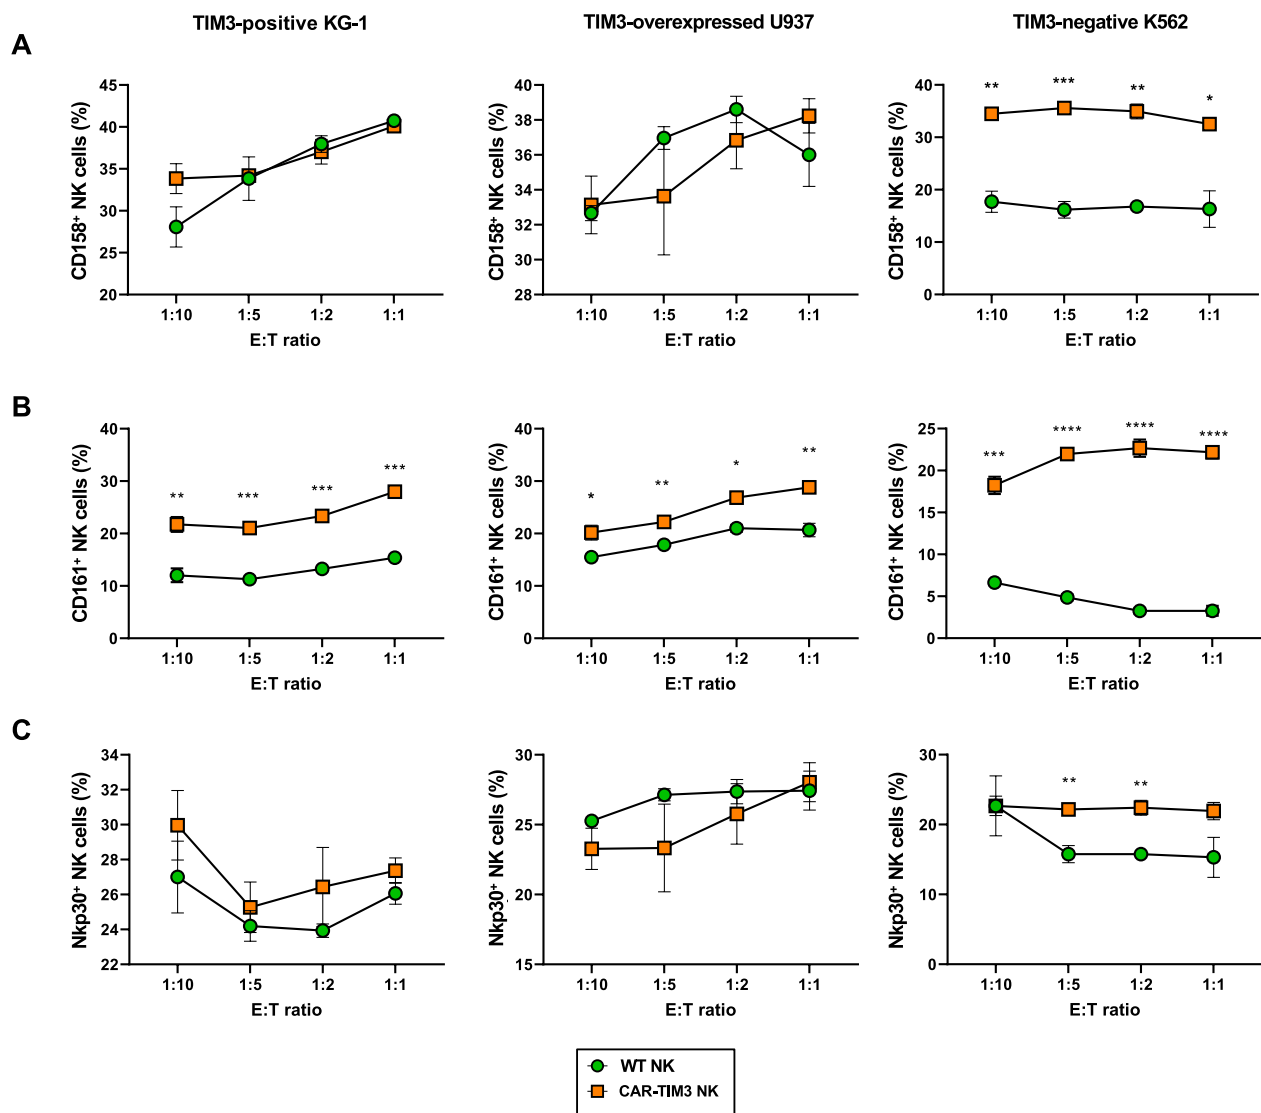 TIM3-positive KG-1 TIM3-overexpressed U937 TIM3-negative K562
A
CD158+ NK cells (%)
45
40
35
30
25
20
1:10 1:5 1:2 1:1
E:T ratio
CD158+ NK cells (%)
40
38
36
34
32
30
28
1:10 1:5 1:2 1:1
E:T ratio
CD158+ NK cells (%)
40
30
20
10
0
** *** ** *
1:10 1:5 1:2 1:1
E:T ratio
B
CD161+ NK cells (%)
40
30
20
10
0
** *** *** ***
1:10 1:5 1:2 1:1
E:T ratio
CD161+ NK cells (%)
40
30
20
10
0
* ** * **
1:10 1:5 1:2 1:1
E:T ratio
CD161+ NK cells (%)
25
20
15
10
5
0
*** **** **** ****
1:10 1:5 1:2 1:1
E:T ratio
C
Nkp30+ NK cells (%)
34
32
30
28
26
24
22
1:10 1:5 1:2 1:1
E:T ratio
Nkp30+ NK cells (%)
30
25
20
15
1:10 1:5 1:2 1:1
E:T ratio
Nkp30+ NK cells (%)
30
20
10
0
** **
1:10 1:5 1:2 1:1
E:T ratio
WT NK
CAR-TIM3 NK